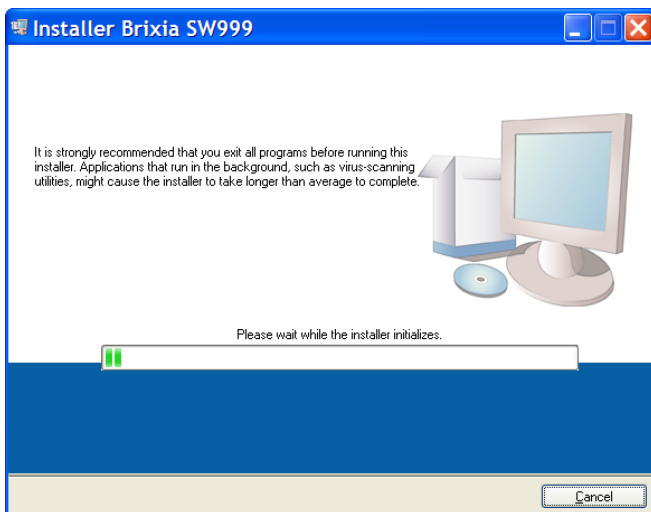 Installer Brixia SW999
It is strongly recommended that you exit all programs before running this
installer. Applications that run in the background, such as virus-scanning
utilities, might cause the installer to take longer than average to complete.
Please wait while the installer initializes.
Cancel